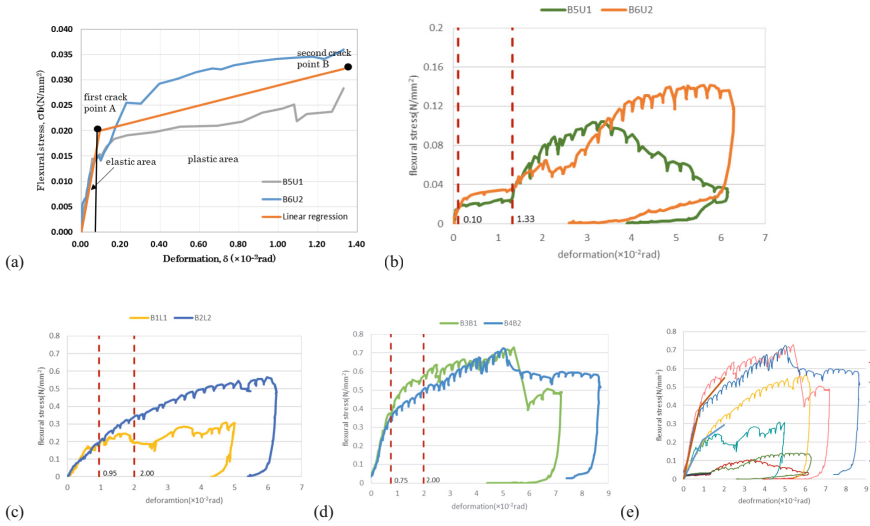 (a)
Flexural stress, σM(N/mm²)
0.040
0.035
0.030
0.025
0.020
0.015
0.010
0.005
0.000
second crack
point B
first crack
point A
elastic area
plastic area
B5U1
B6U2
Linear regression
0.00 0.20 0.40 0.60 0.80 1.00 1.20 1.40
Deformation, δ (×10⁻²rad)
(b)
B5U1 B6U2
flexural stress(N/mm²)
0.16
0.12
0.08
0.04
0
0.10 1.33
0 1 2 3 4 5 6 7
deformation(×10⁻²rad)
(c)
B1L1 B2L2
flexural stress(N/mm²)
0.8
0.7
0.6
0.5
0.4
0.3
0.2
0.1
0
0.95 2.00
0 1 2 3 4 5 6 7
deforamtion(×10⁻²rad)
(d)
B3B1 B4B2
flexural stress(N/mm²)
0.8
0.7
0.6
0.5
0.4
0.3
0.2
0.1
0
0.75 2.00
0 1 2 3 4 5 6 7 8 9
deformation(×10⁻²rad)
(e)
flexural stress(N/mm²)
0.8
0.7
0.6
0.5
0.4
0.3
0.2
0.1
0 1 2 3 4 5 6 7 8 9